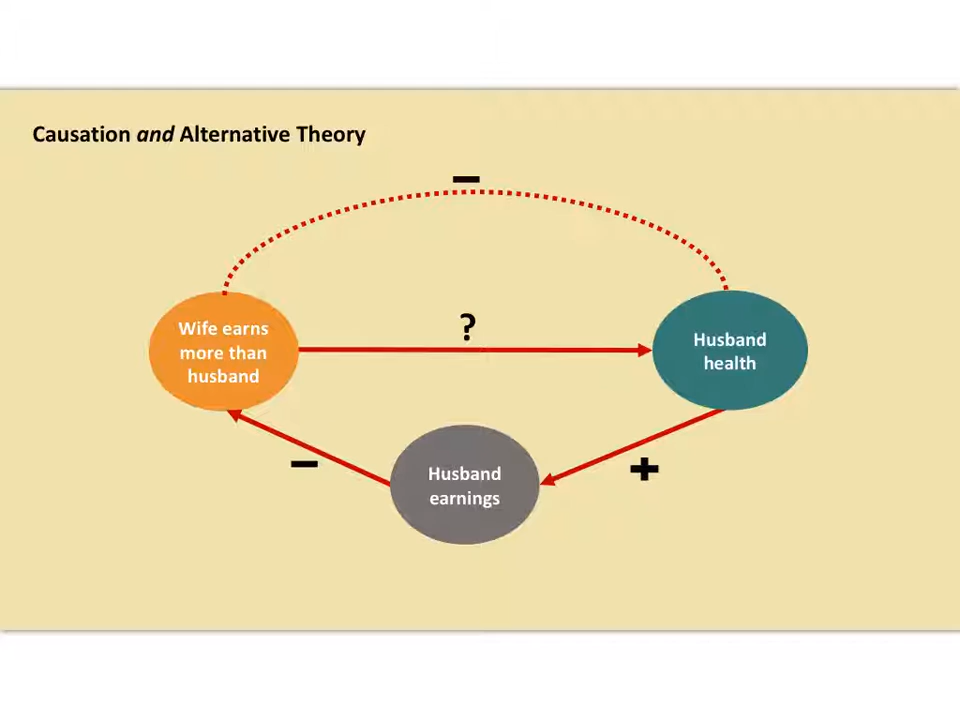 Causation and Alternative Theory
−
?
Wife earns
more than
husband
Husband
health
−
+
Husband
earnings